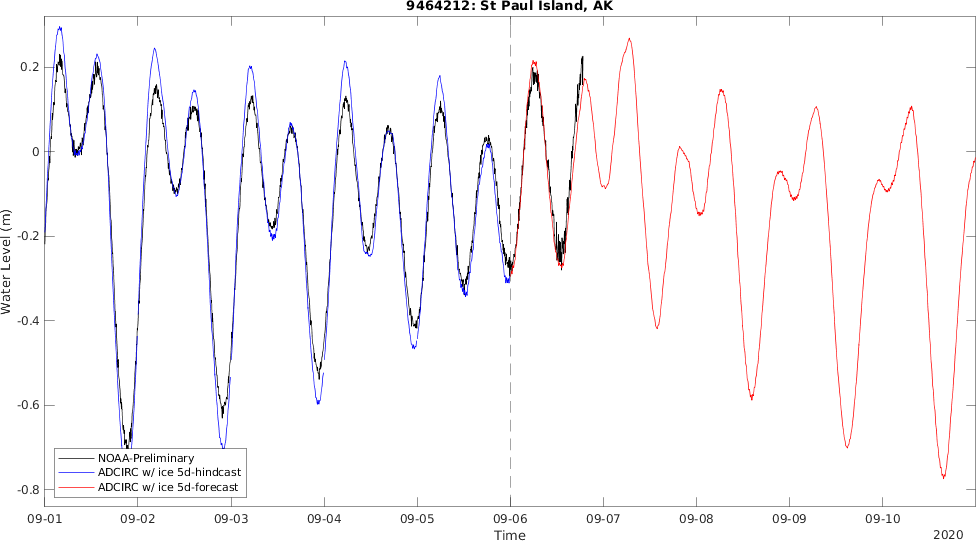 9464212: St Paul Island, AK
Water Level (m)
0.2
0
-0.2
-0.4
-0.6
-0.8
NOAA-Preliminary
ADCIRC w/ ice 5d-hindcast
ADCIRC w/ ice 5d-forecast
09-01 09-02 09-03 09-04 09-05 09-06 09-07 09-08 09-09 09-10
Time
2020